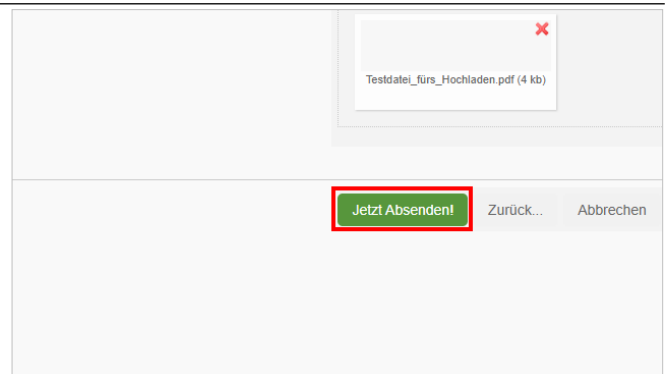 Testdatei_fürs_Hochladen.pdf (4 kb)
Jetzt Absenden! Zurück... Abbrechen